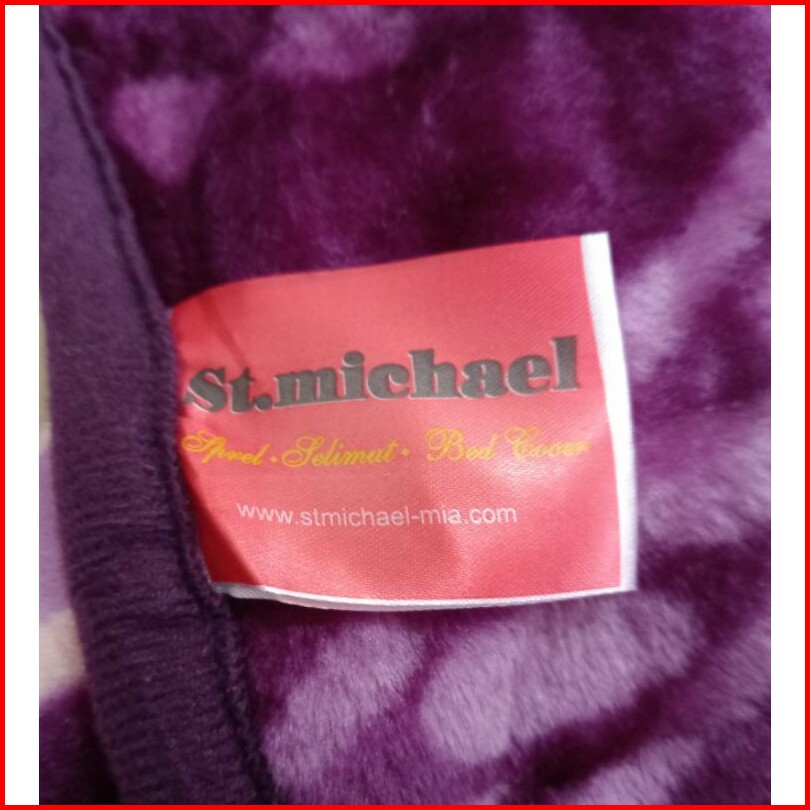 St.michael
Sprei • Selimut • Bed Cover
www.stmichael-mia.com